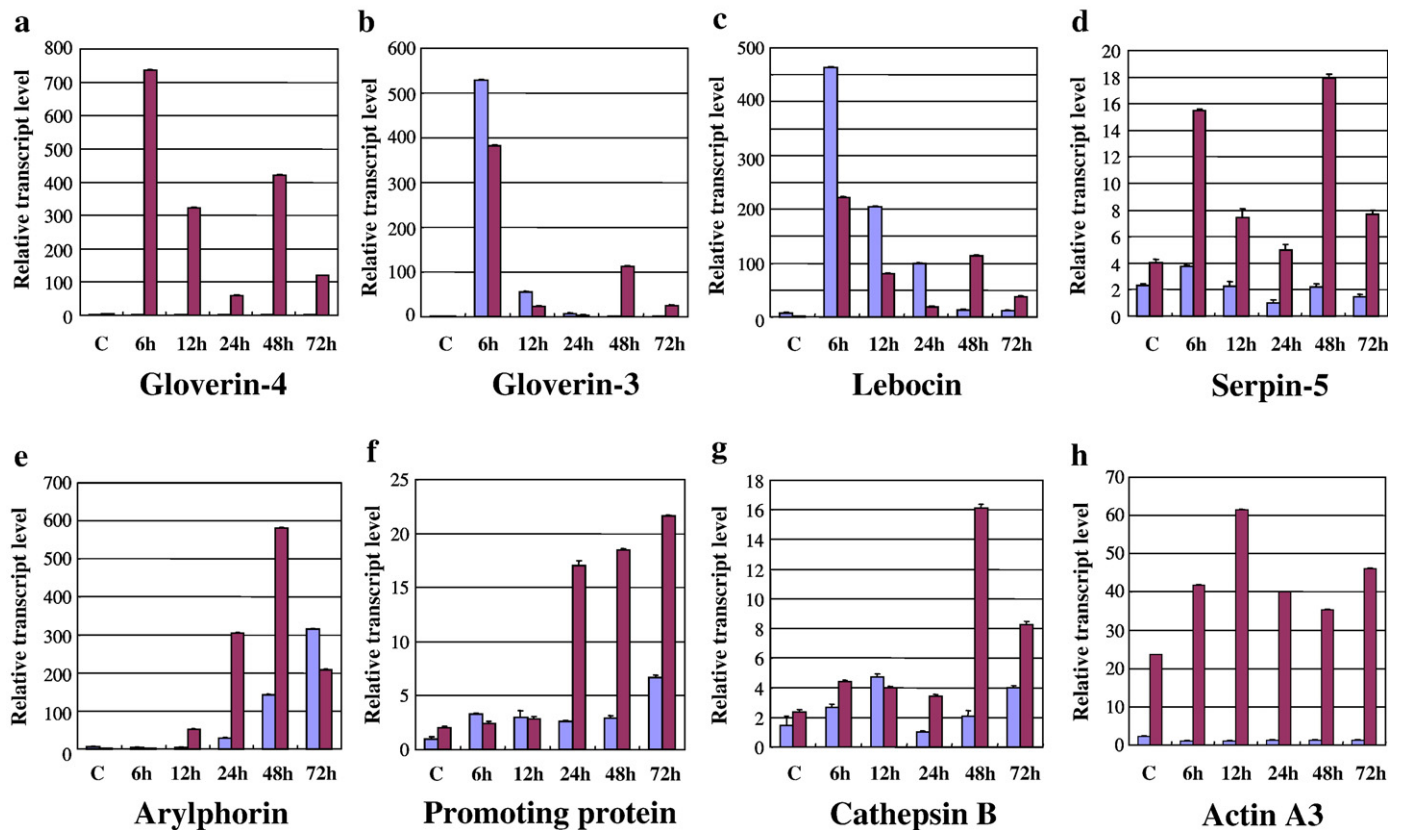 a
Relative transcript level
800
700
600
500
400
300
200
100
0
C 6h 12h 24h 48h 72h
Gloverin-4
b
Relative transcript level
600
500
400
300
200
100
0
C 6h 12h 24h 48h 72h
Gloverin-3
c
Relative transcript level
500
400
300
200
100
0
C 6h 12h 24h 48h 72h
Lebocin
d
Relative transcript level
20
18
16
14
12
10
8
6
4
2
0
C 6h 12h 24h 48h 72h
Serpin-5
e
Relative transcript level
700
600
500
400
300
200
100
0
C 6h 12h 24h 48h 72h
Arylphorin
f
Relative transcript level
25
20
15
10
5
0
C 6h 12h 24h 48h 72h
Promoting protein
g
Relative transcript level
18
16
14
12
10
8
6
4
2
0
C 6h 12h 24h 48h 72h
Cathepsin B
h
Relative transcript level
70
60
50
40
30
20
10
0
C 6h 12h 24h 48h 72h
Actin A3